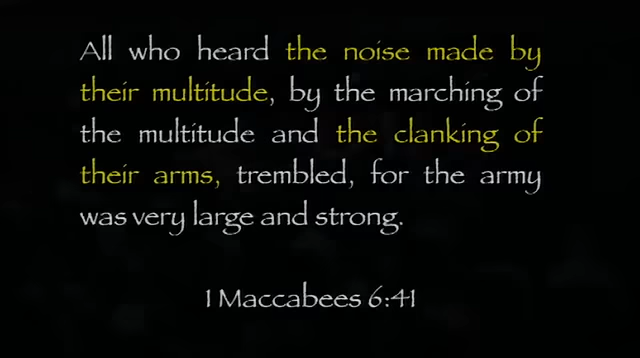 All who heard the noise made by
their multitude, by the marching of
the multitude and the clanking of
their arms, trembled, for the army
was very large and strong.
1 Maccabees 6:41